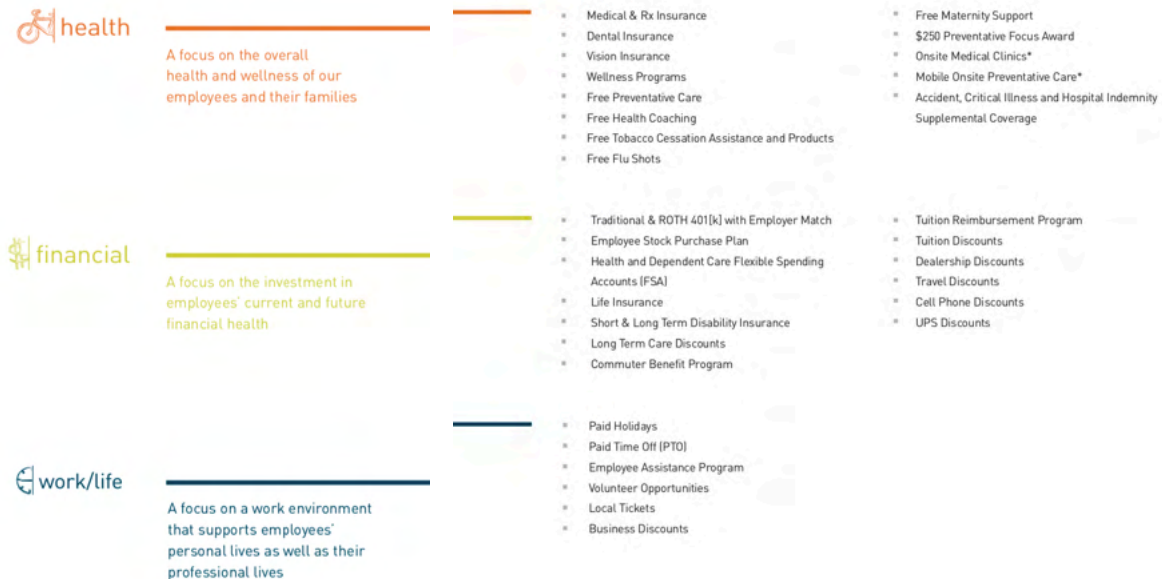 health
A focus on the overall
health and wellness of our
employees and their families
Medical & Rx Insurance
Dental Insurance
Vision Insurance
Wellness Programs
Free Preventative Care
Free Health Coaching
Free Tobacco Cessation Assistance and Products
Free Flu Shots
Free Maternity Support
$250 Preventative Focus Award
Onsite Medical Clinics*
Mobile Onsite Preventative Care*
Accident, Critical Illness and Hospital Indemnity
Supplemental Coverage
financial
A focus on the investment in
employees' current and future
financial health
Traditional & ROTH 401[k] with Employer Match
Employee Stock Purchase Plan
Health and Dependent Care Flexible Spending
Accounts (FSA)
Life Insurance
Short & Long Term Disability Insurance
Long Term Care Discounts
Commuter Benefit Program
Tuition Reimbursement Program
Tuition Discounts
Dealership Discounts
Travel Discounts
Cell Phone Discounts
UPS Discounts
work/life
A focus on a work environment
that supports employees'
personal lives as well as their
professional lives
Paid Holidays
Paid Time Off (PTO)
Employee Assistance Program
Volunteer Opportunities
Local Tickets
Business Discounts